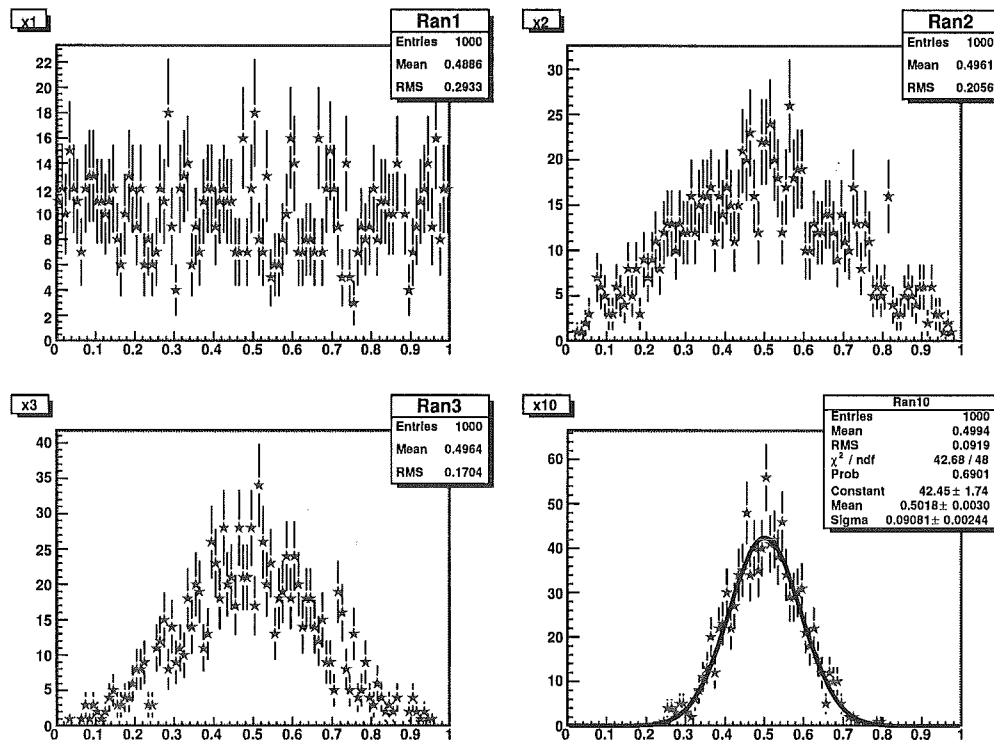 x1
Ran1
Entries 1000
Mean 0.4886
RMS 0.2933
22
20
18
16
14
12
10
8
6
4
2
0
0 0.1 0.2 0.3 0.4 0.5 0.6 0.7 0.8 0.9 1
x2
Ran2
Entries 1000
Mean 0.4961
RMS 0.2056
30
25
20
15
10
5
0
0 0.1 0.2 0.3 0.4 0.5 0.6 0.7 0.8 0.9 1
x3
Ran3
Entries 1000
Mean 0.4964
RMS 0.1704
40
35
30
25
20
15
10
5
0
0 0.1 0.2 0.3 0.4 0.5 0.6 0.7 0.8 0.9 1
x10
Ran10
Entries 1000
Mean 0.4994
RMS 0.0919
χ² / ndf 42.68 / 48
Prob 0.6901
Constant 42.45 ± 1.74
Mean 0.5018 ± 0.0030
Sigma 0.09081 ± 0.00244
60
50
40
30
20
10
0
0 0.1 0.2 0.3 0.4 0.5 0.6 0.7 0.8 0.9 1